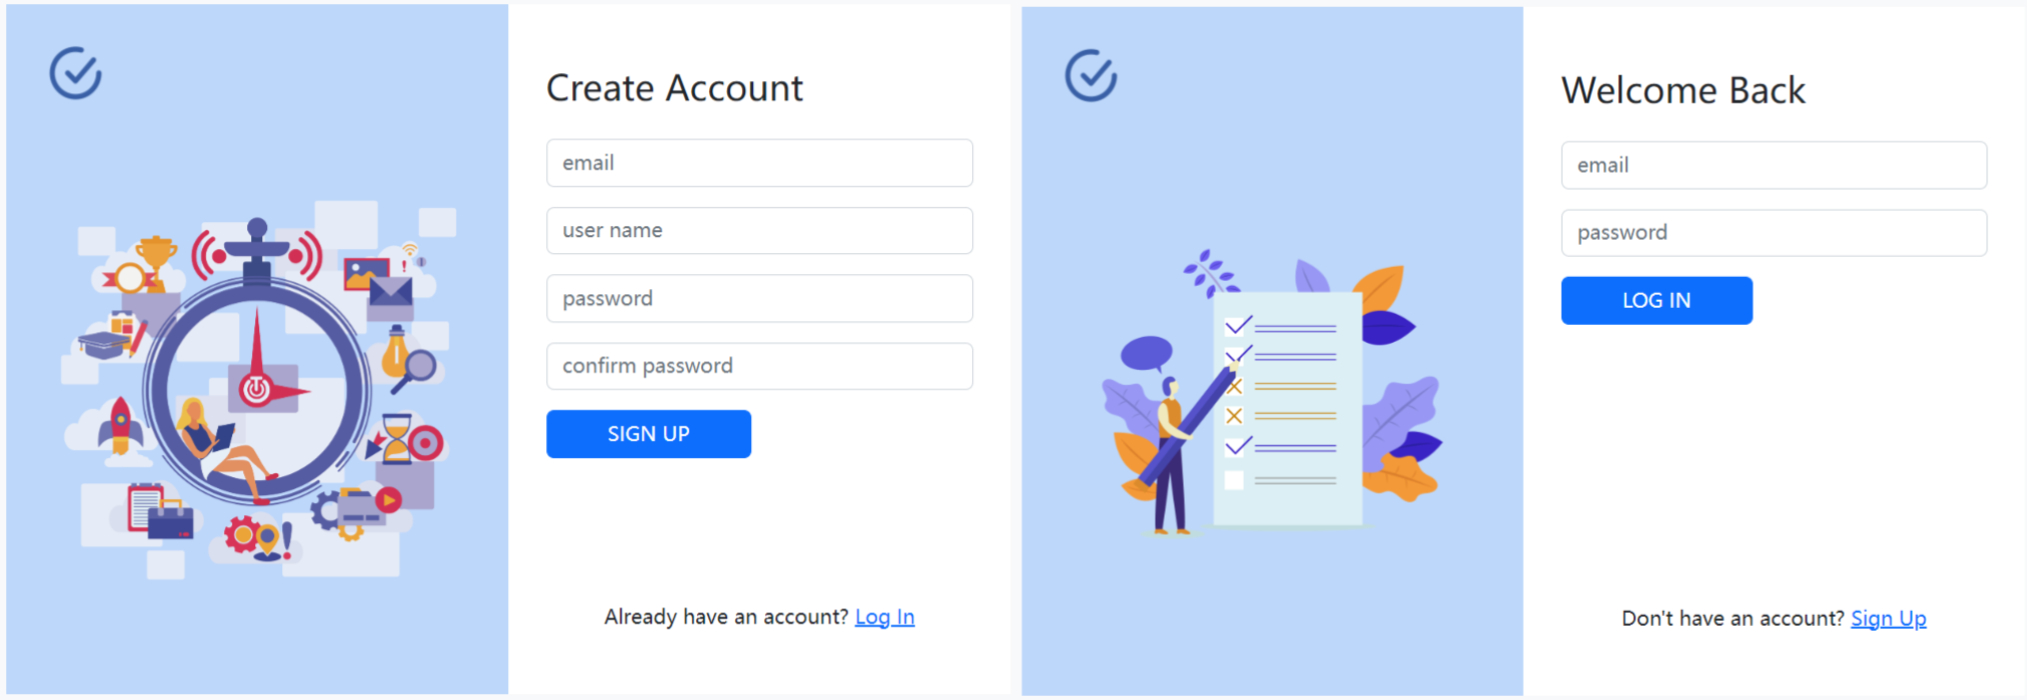 Create Account
email
user name
password
confirm password
SIGN UP
Already have an account? Log In
Welcome Back
email
password
LOG IN
Don't have an account? Sign Up